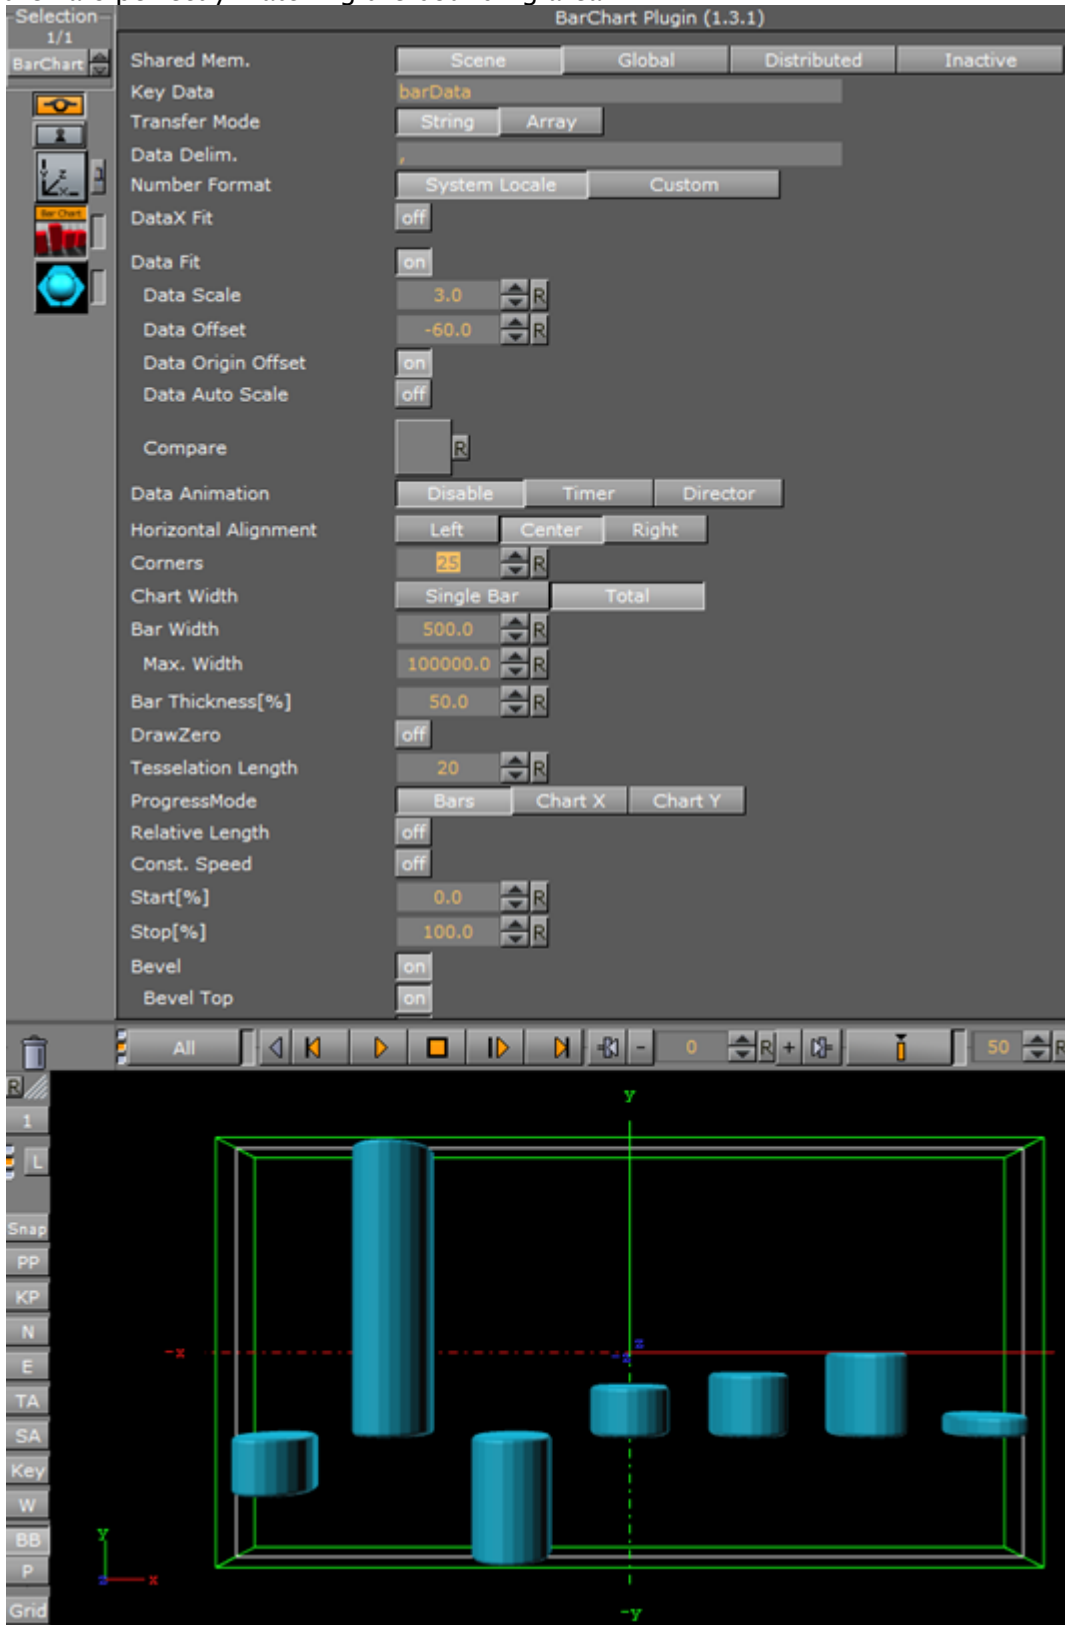 Selection
BarChart Plugin (1.3.1)
1/1
BarChart
Shared Mem. Scene Global Distributed Inactive
Key Data barData
Transfer Mode String Array
Data Delim. ,
Number Format System Locale Custom
DataX Fit off
Bar Chart
Data Fit on
Data Scale 3.0 R
Data Offset -60.0 R
Data Origin Offset on
Data Auto Scale off
Compare R
Data Animation Disable Timer Director
Horizontal Alignment Left Center Right
Corners 25 R
Chart Width Single Bar Total
Bar Width 500.0 R
Max. Width 100000.0 R
Bar Thickness[%] 50.0 R
DrawZero off
Tesselation Length 20 R
ProgressMode Bars Chart X Chart Y
Relative Length off
Const. Speed off
Start[%] 0.0 R
Stop[%] 100.0 R
Bevel on
Bevel Top on
All - 0 R + 50 R
R
1
L
Snap
PP
KP
N
E
TA
SA
Key
W
BB
P
Grid
y
-x
z
-z
-y
y
z x